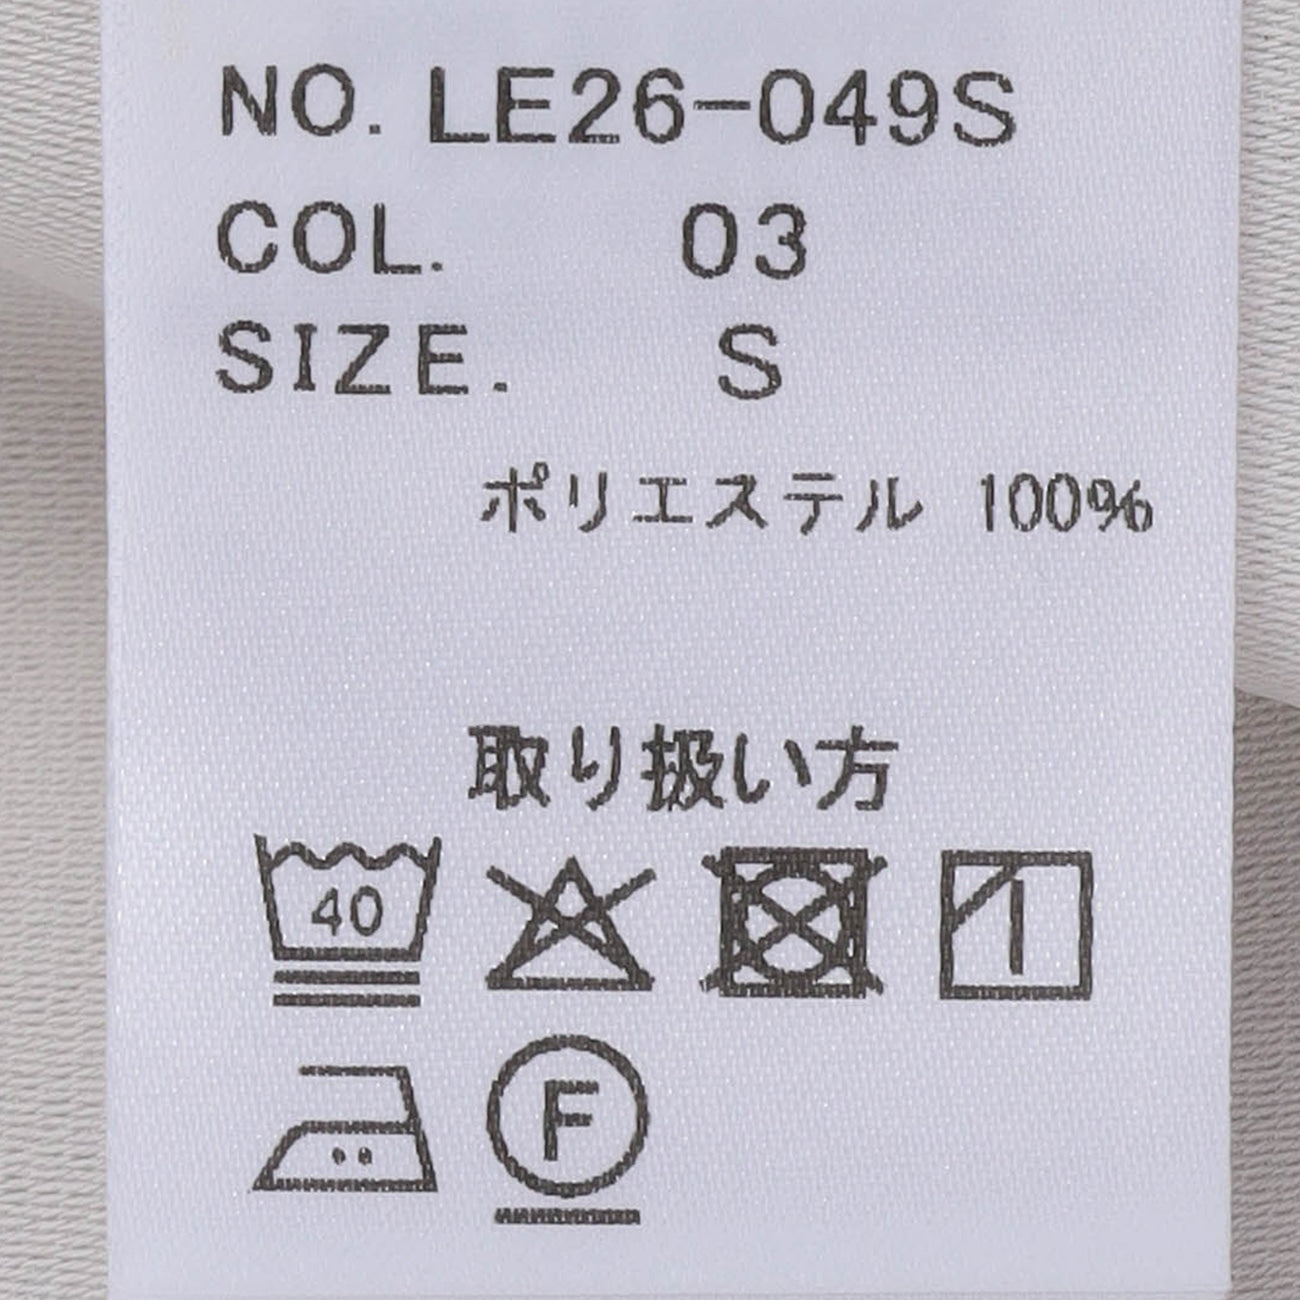 NO. LE26-049S
COL. 03
SIZE. S
ポリエステル 100%
取り扱い方
40
F